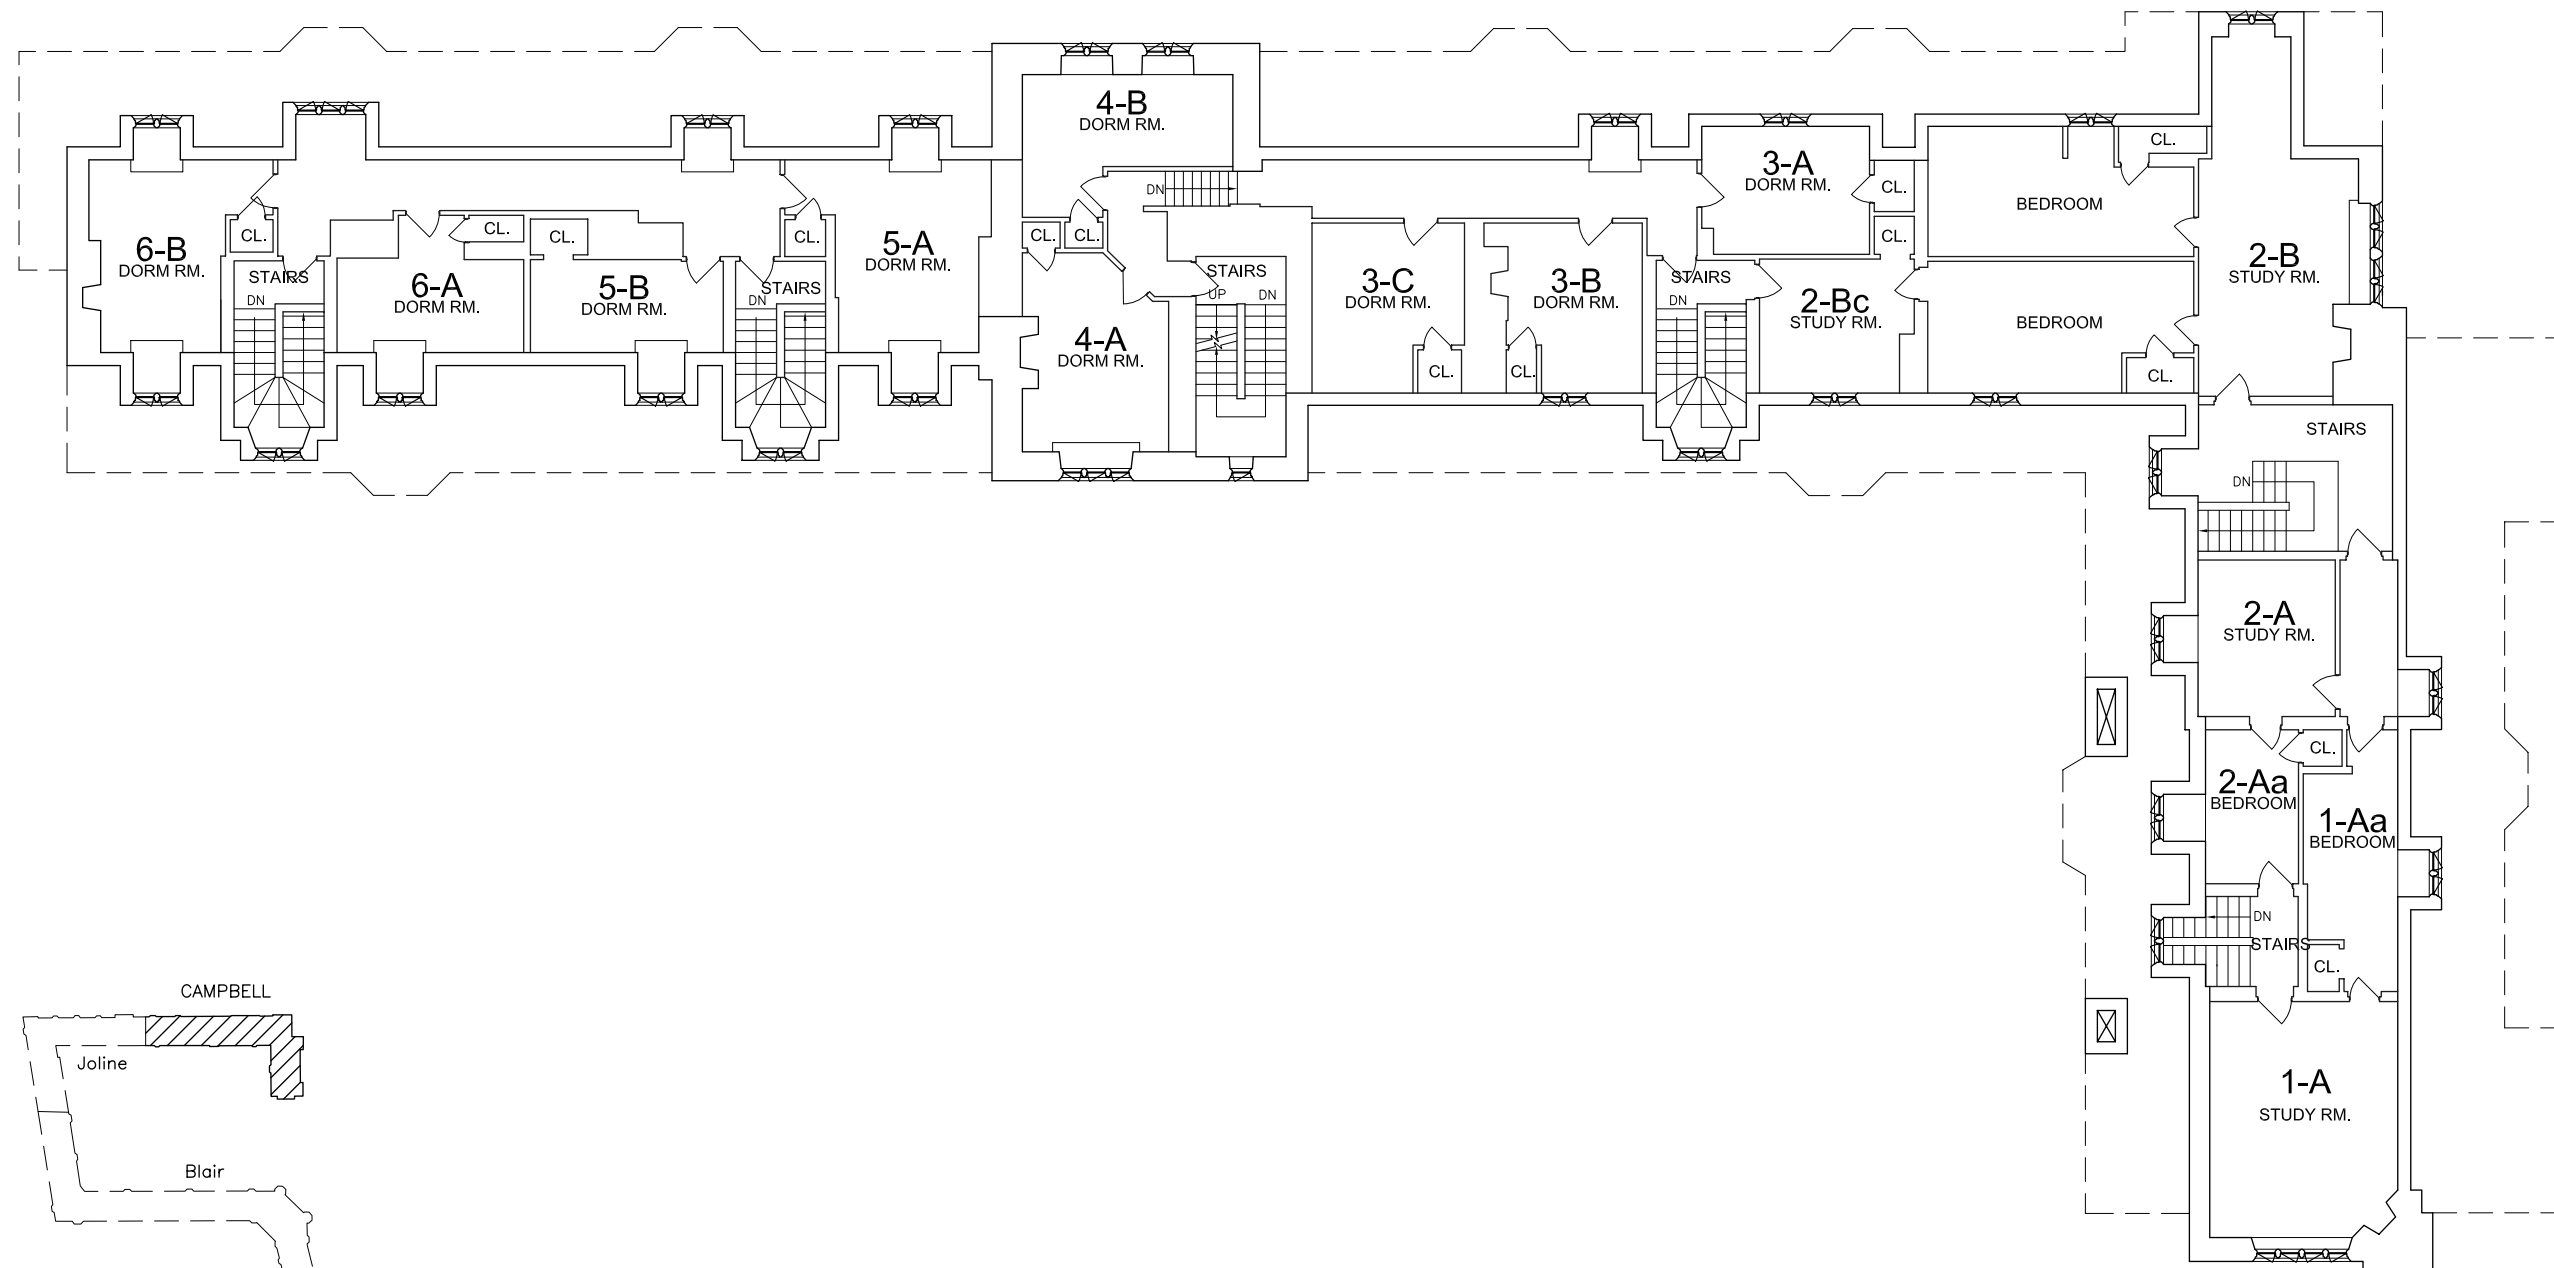 4-B
DORM RM.
DN
CL.
CL.
3-A
DORM RM.
CL.
CL.
BEDROOM
CL.
6-B
DORM RM.
CL.
STAIRS
DN
6-A
DORM RM.
CL.
CL.
5-B
DORM RM.
STAIRS
DN
CL.
5-A
DORM RM.
4-A
DORM RM.
STAIRS
UP
DN
3-C
DORM RM.
CL.
3-B
DORM RM.
CL.
STAIRS
DN
2-Bc
STUDY RM.
BEDROOM
CL.
2-B
STUDY RM.
STAIRS
DN
2-A
STUDY RM.
CL.
2-Aa
BEDROOM
1-Aa
BEDROOM
DN
STAIRS
CL.
1-A
STUDY RM.
CAMPBELL
Joline
Blair